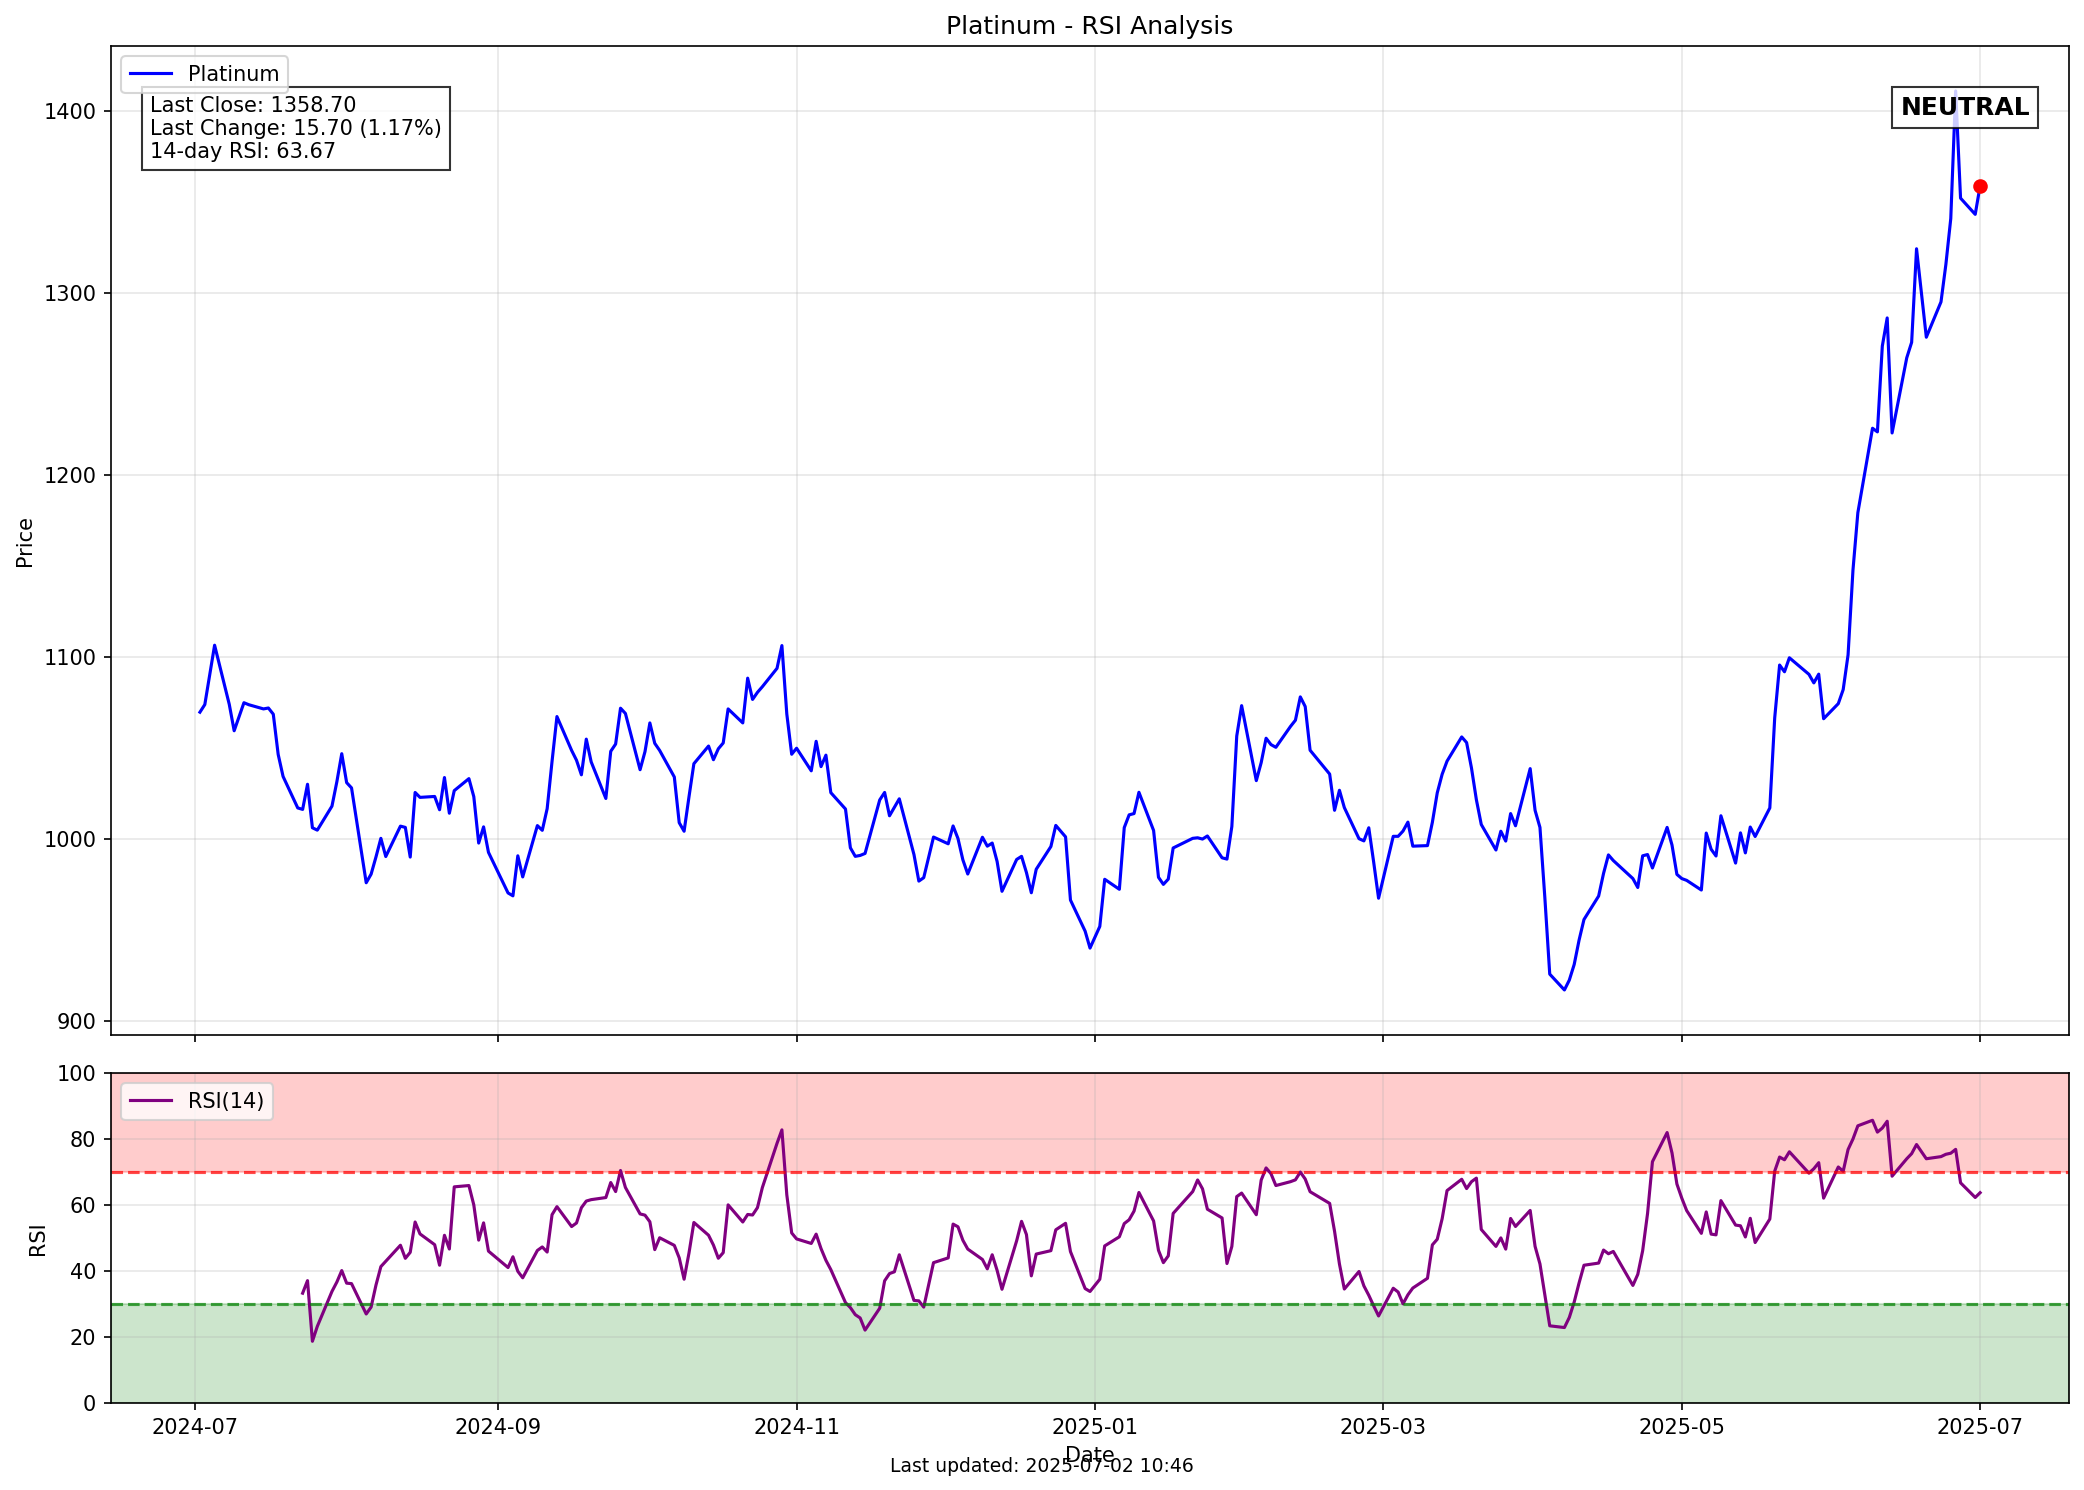 Platinum - RSI Analysis
Platinum
Last Close: 1358.70
Last Change: 15.70 (1.17%)
14-day RSI: 63.67
NEUTRAL
Price
1400
1300
1200
1100
1000
900
RSI(14)
RSI
100
80
60
40
20
0
2024-07
2024-09
2024-11
2025-01
2025-03
2025-05
2025-07
Date
Last updated: 2025-07-02 10:46